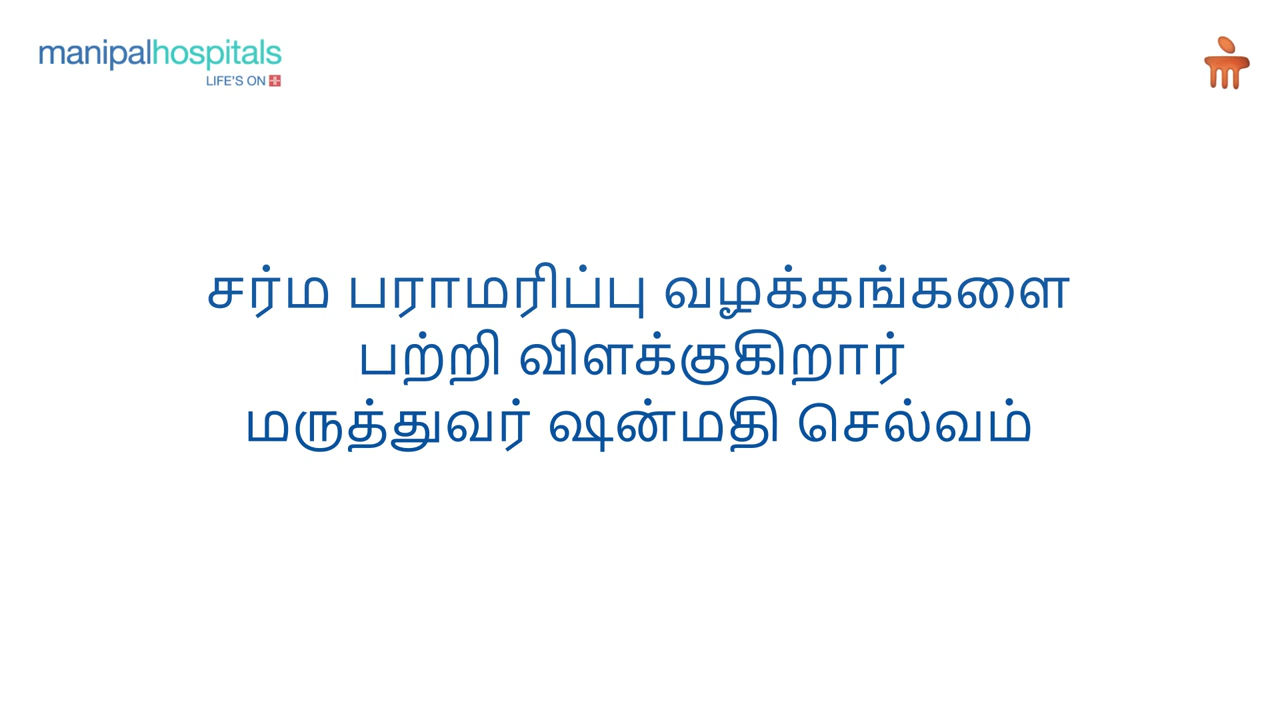 manipalhospitals
LIFE'S ON
சர்ம பராமரிப்பு வழக்கங்களை
பற்றி விளக்குகிறார்
மருத்துவர் ஷன்மதி செல்வம்